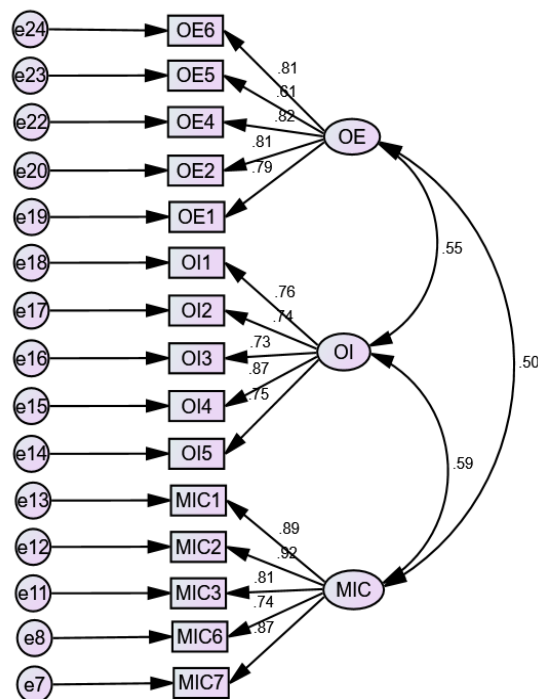 e24 OE6
.81
e23 OE5
.61
e22 OE4
.82
OE
.81
e20 OE2
.79
e19 OE1
.55
e18 OI1
.76
e17 OI2
.74
.73
e16 OI3
OI
.50
.87
e15 OI4
.75
e14 OI5
.59
e13 MIC1
.89
e12 MIC2
.92
.81
e11 MIC3
MIC
.74
e8 MIC6
.87
e7 MIC7